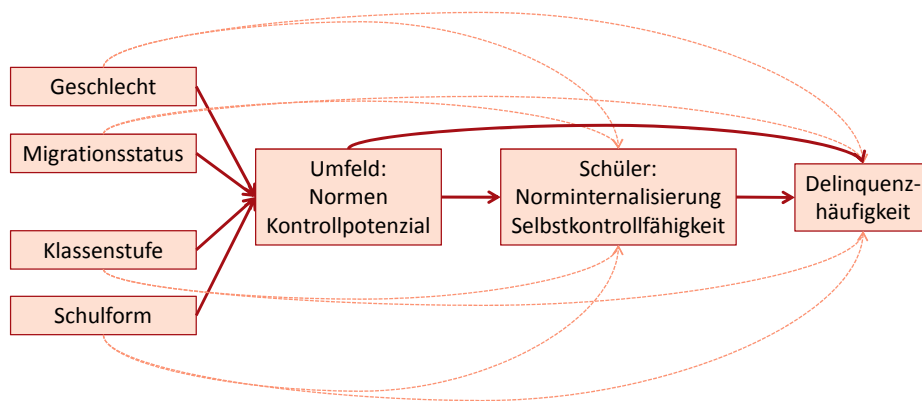 Geschlecht
Migrationsstatus
Klassenstufe
Schulform
Umfeld:
Normen
Kontrollpotenzial
Schüler:
Norminternalisierung
Selbstkontrollfähigkeit
Delinquenz-
häufigkeit